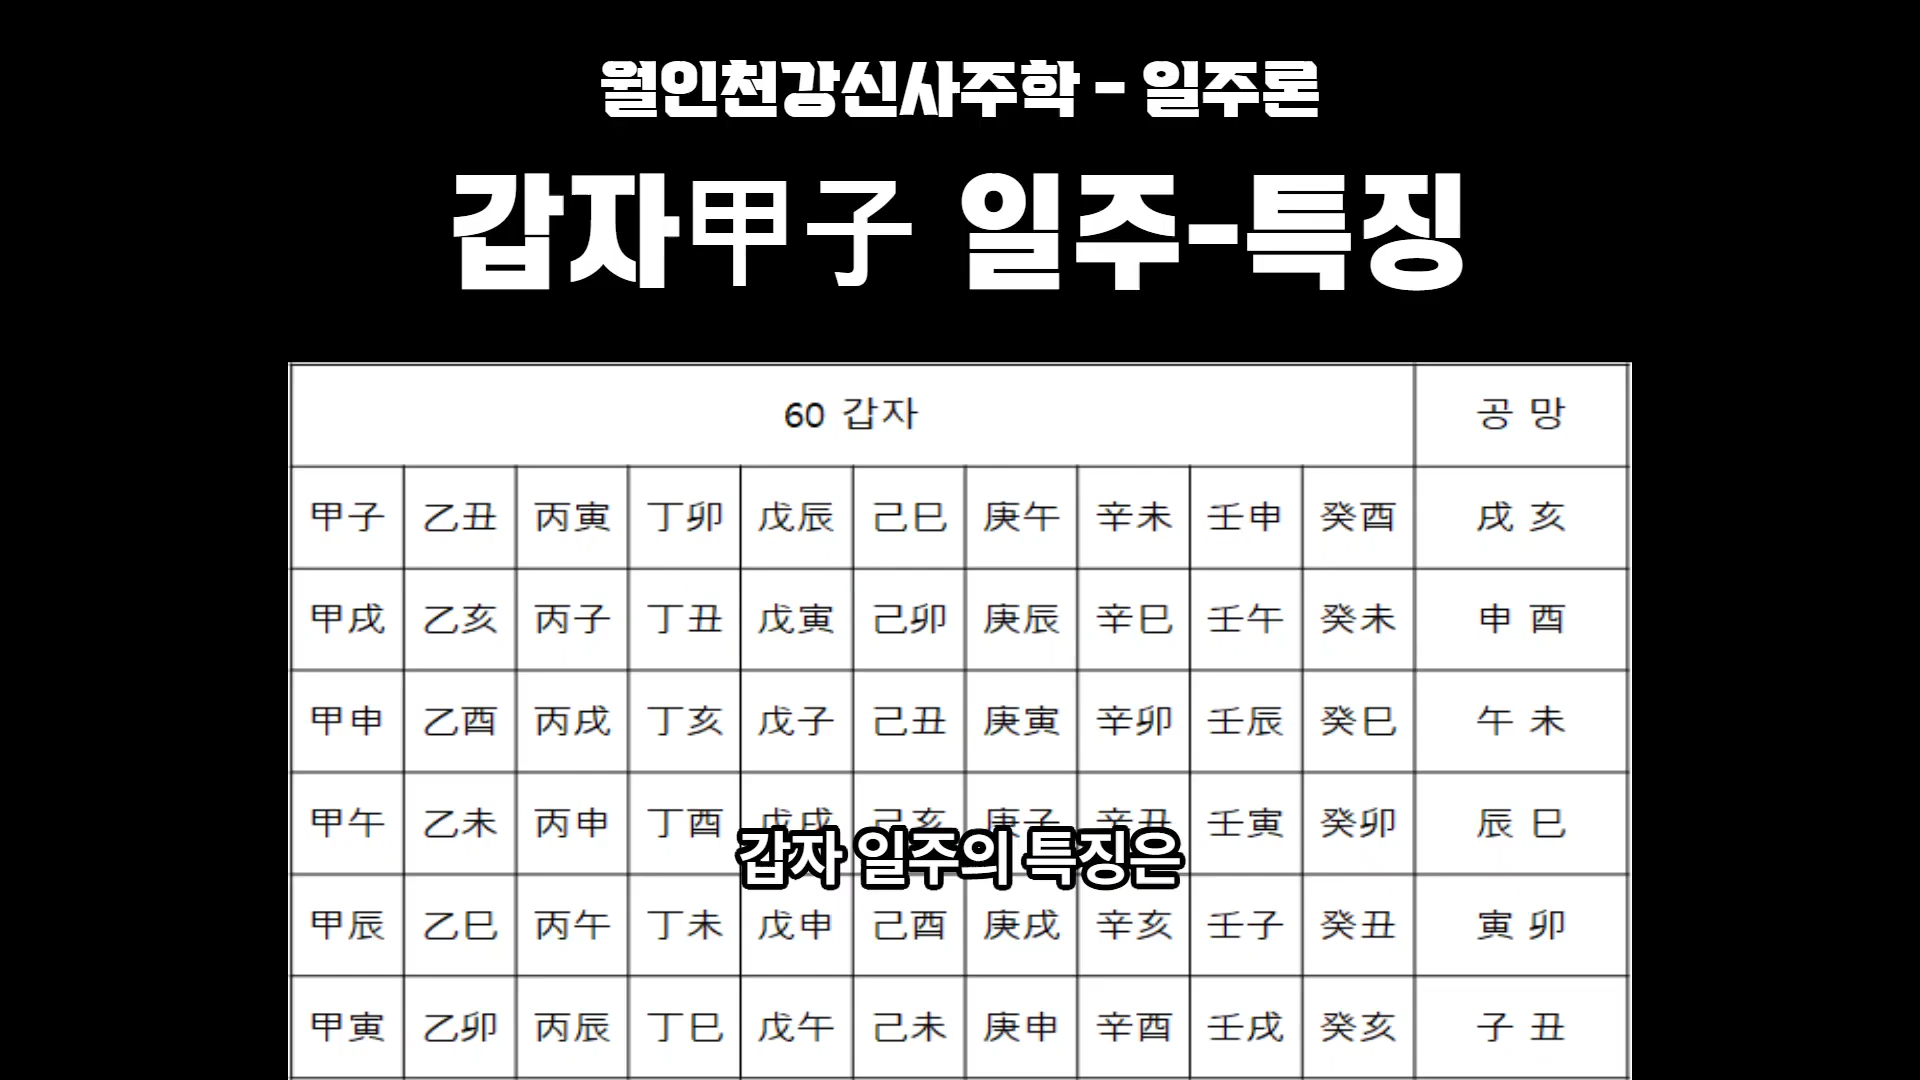 월인천강신사주학 - 일주론
갑자甲子 일주-특징
60 갑자 공 망
甲子 乙丑 丙寅 丁卯 戊辰 己巳 庚午 辛未 壬申 癸酉 戌 亥
甲戌 乙亥 丙子 丁丑 戊寅 己卯 庚辰 辛巳 壬午 癸未 申 酉
甲申 乙酉 丙戌 丁亥 戊子 己丑 庚寅 辛卯 壬辰 癸巳 午 未
甲午 乙未 丙申 丁酉 戊戌 己亥 庚子 辛丑 壬寅 癸卯 辰 巳
갑자 일주의 특징은
甲辰 乙巳 丙午 丁未 戊申 己酉 庚戌 辛亥 壬子 癸丑 寅 卯
甲寅 乙卯 丙辰 丁巳 戊午 己未 庚申 辛酉 壬戌 癸亥 子 丑